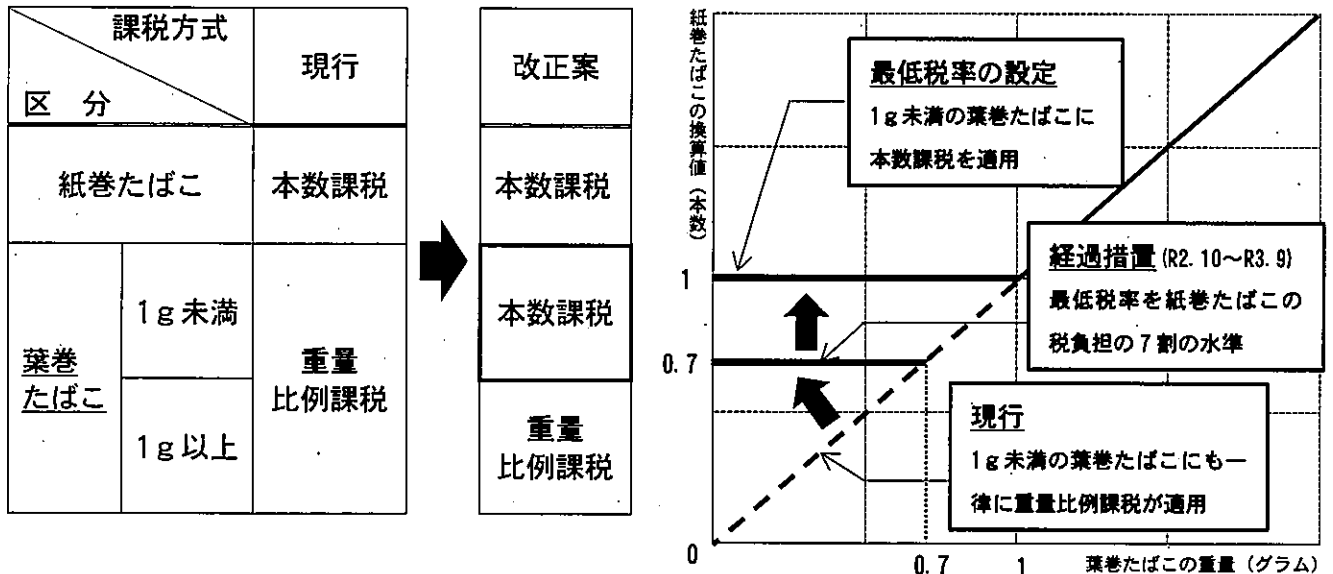 課税方式
区 分
現行
改正案
紙巻たばこ
本数課税
本数課税
葉巻
たばこ
1g未満
1g以上
重量
比例課税
本数課税
重量
比例課税
紙巻たばこの換算値(本数)
最低税率の設定
1g未満の葉巻たばこに
本数課税を適用
経過措置(R2.10~R3.9)
最低税率を紙巻たばこの
税負担の7割の水準
現行
1g未満の葉巻たばこにも一
律に重量比例課税が適用
1
0.7
0
0.7
1
葉巻たばこの重量(グラム)